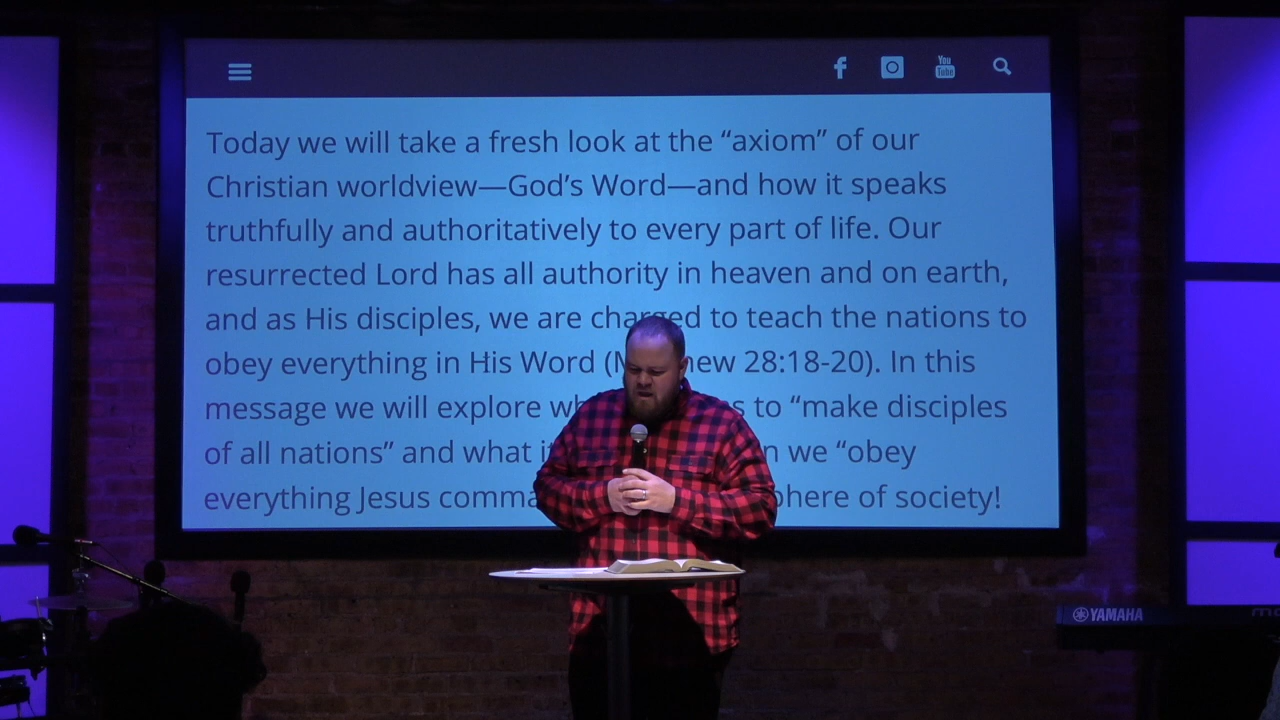 You
Tube
Today we will take a fresh look at the “axiom” of our
Christian worldview—God’s Word—and how it speaks
truthfully and authoritatively to every part of life. Our
resurrected Lord has all authority in heaven and on earth,
and as His disciples, we are charged to teach the nations to
obey everything in His Word ( 28:18-20). In this
message we will explore to “make disciples
of all nations” and what we “obey
everything Jesus of society!
YAMAHA